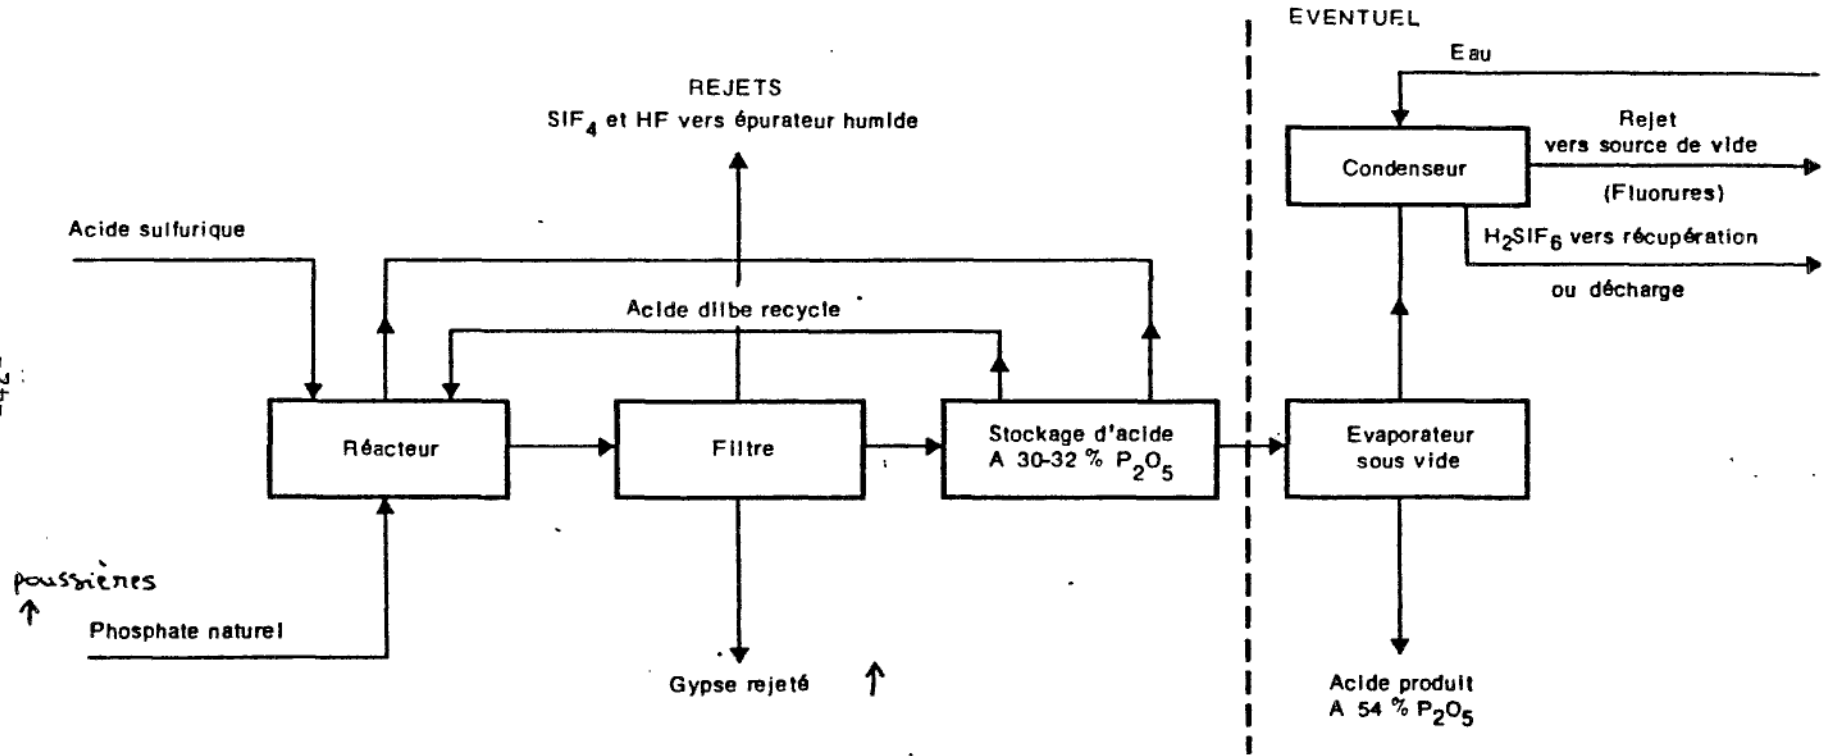 EVENTUEL
Eau
REJETS
SIF4 et HF vers épurateur humide
Rejet
vers source de vide
Condenseur
(Fluorures)
Acide sulfurique
H2SIF6 vers récupération
ou décharge
Acide dilbe recycle
Réacteur
Filtre
Stockage d'acide
A 30-32 % P2O5
Evaporateur
sous vide
poussières
Phosphate naturel
Gypse rejeté
Acide produit
A 54 % P2O5